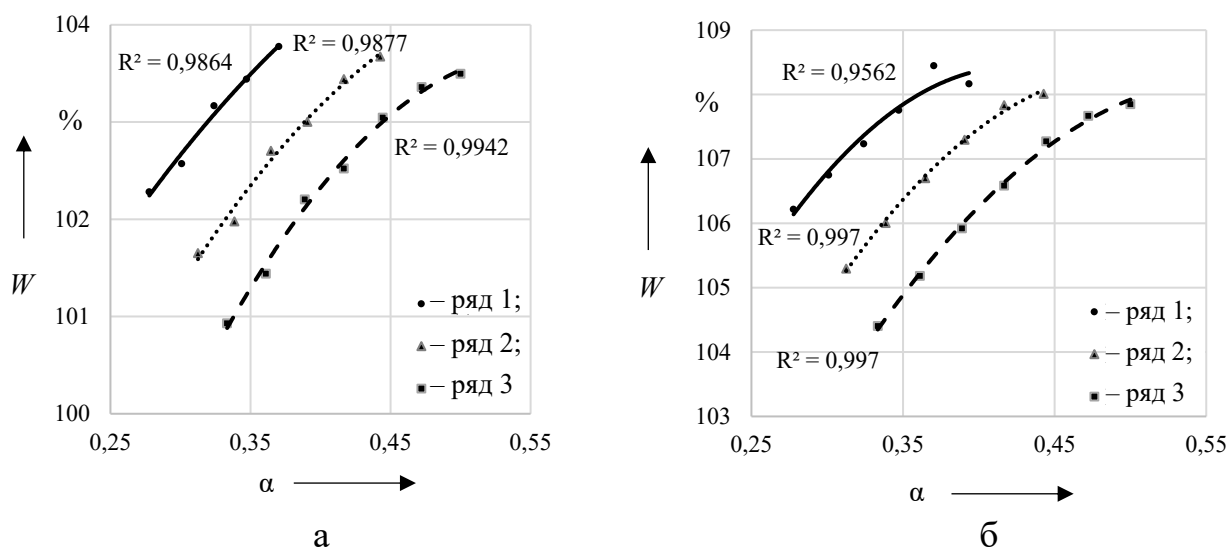 104
R² = 0,9877
R² = 0,9864
%
R² = 0,9942
102
W
101
– ряд 1;
– ряд 2;
– ряд 3
100
0,25
0,35
0,45
0,55
α
а
109
R² = 0,9562
%
107
106
R² = 0,997
W
105
– ряд 1;
– ряд 2;
104
R² = 0,997
– ряд 3
103
0,25
0,35
0,45
0,55
α
б